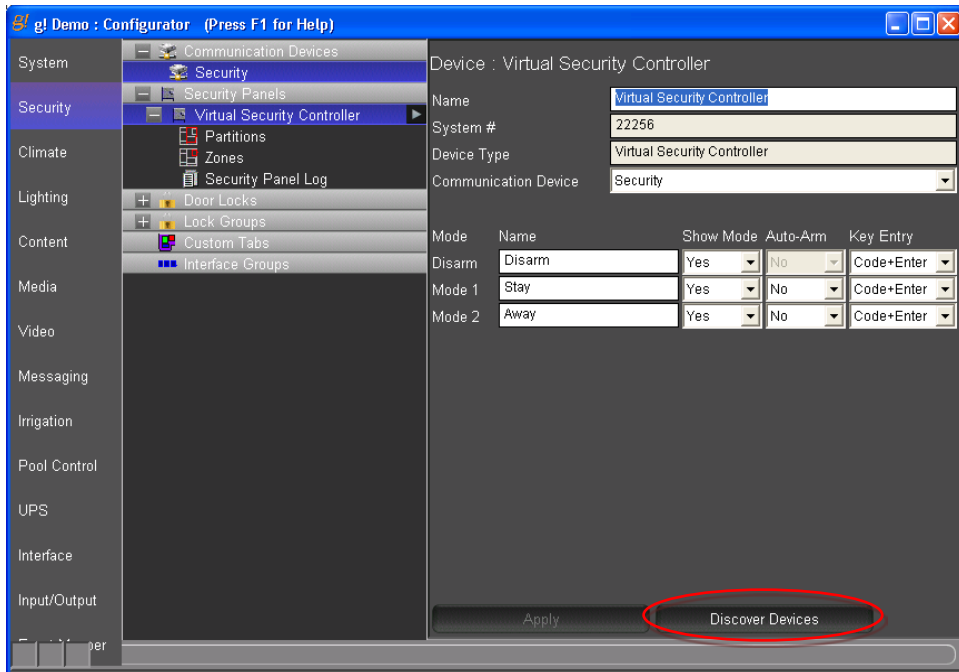 g! g! Demo : Configurator (Press F1 for Help)
System
Security
Climate
Lighting
Content
Media
Video
Messaging
Irrigation
Pool Control
UPS
Interface
Input/Output
Communication Devices
Security
Security Panels
Virtual Security Controller
Partitions
Zones
Security Panel Log
Door Locks
Lock Groups
Custom Tabs
Interface Groups
Device : Virtual Security Controller
Name Virtual Security Controller
System # 22256
Device Type Virtual Security Controller
Communication Device Security
Mode Name Show Mode Auto-Arm Key Entry
Disarm Disarm Yes No Code+Enter
Mode 1 Stay Yes No Code+Enter
Mode 2 Away Yes No Code+Enter
Apply Discover Devices